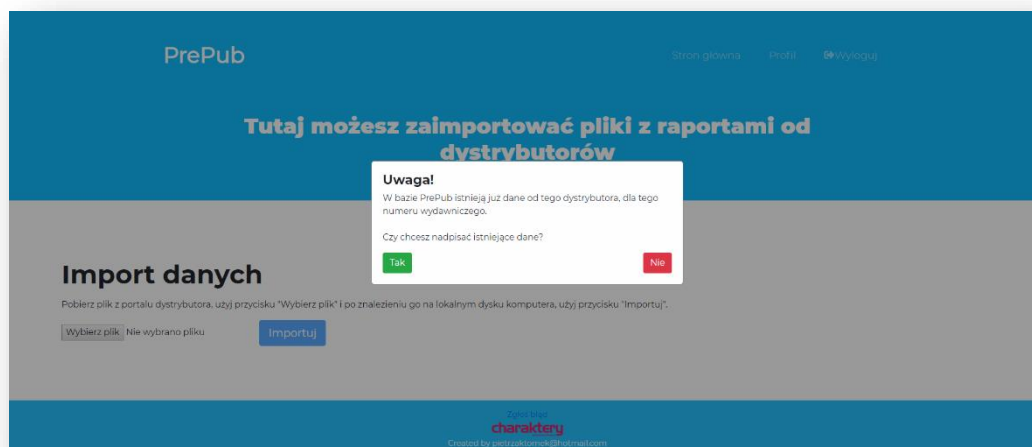 PrePub
Stron główna Profil Wyloguj
Tutaj możesz zaimportować pliki z raportami od
dystrybutorów
Uwaga!
W bazie PrePub istnieją już dane od tego dystrybutora, dla tego
numeru wydawniczego.
Czy chcesz nadpisać istniejące dane?
Tak Nie
Import danych
Pobierz plik z portalu dystrybutora, użyj przycisku "Wybierz plik" i po znalezieniu go na lokalnym dysku komputera, użyj przycisku "Importuj".
Wybierz plik Nie wybrano pliku Importuj
Zgłoś błąd
charaktery
Created by pietrzaktomek@hotmail.com